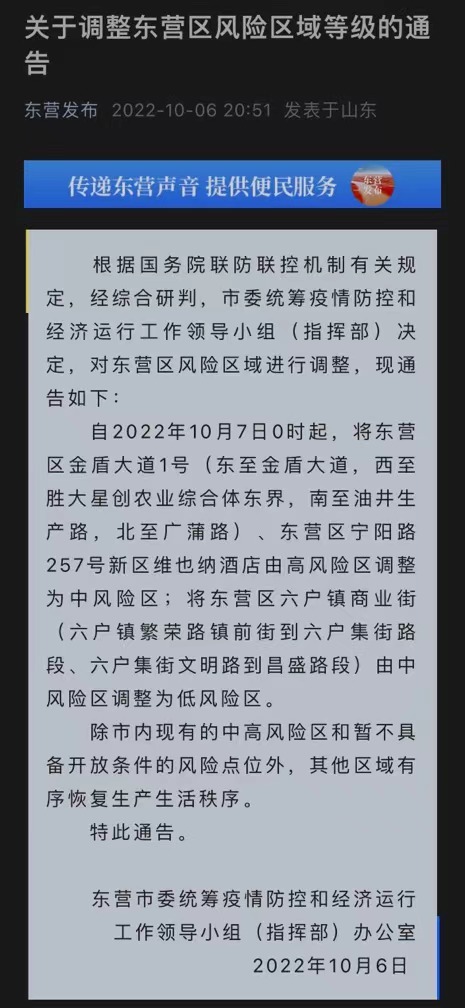 关于调整东营区风险区域等级的通
告
东营发布 2022-10-06 20:51 发表于山东
传递东营声音 提供便民服务
东营
发布
根据国务院联防联控机制有关规
定，经综合研判，市委统筹疫情防控和
经济运行工作领导小组（指挥部）决
定，对东营区风险区域进行调整，现通
告如下：
自2022年10月7日0时起，将东营
区金盾大道1号（东至金盾大道，西至
胜大星创农业综合体东界，南至油井生
产路，北至广蒲路）、东营区宁阳路
257号新区维也纳酒店由高风险区调整
为中风险区；将东营区六户镇商业街
（六户镇繁荣路镇前街到六户集街路
段、六户集街文明路到昌盛路段）由中
风险区调整为低风险区。
除市内现有的中高风险区和暂不具
备开放条件的风险点位外，其他区域有
序恢复生产生活秩序。
特此通告。
东营市委统筹疫情防控和经济运行
工作领导小组（指挥部）办公室
2022年10月6日